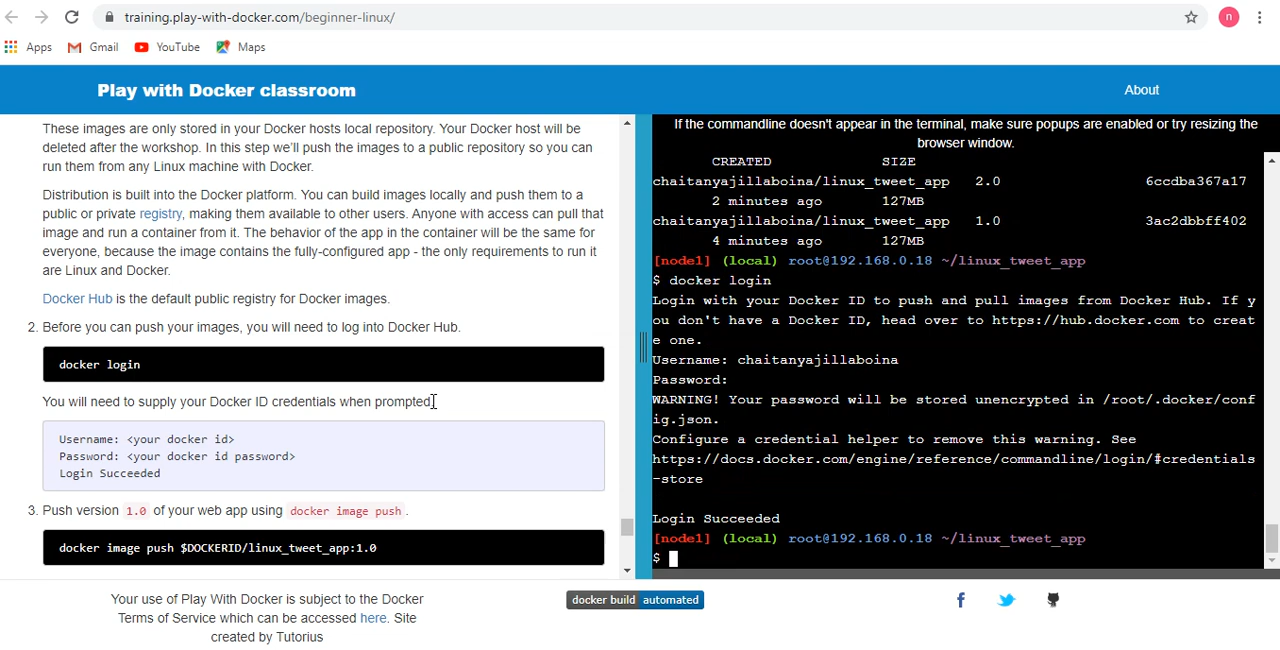 training.play-with-docker.com/beginner-linux/
n
Apps Gmail YouTube Maps
Play with Docker classroom
About
These images are only stored in your Docker hosts local repository. Your Docker host will be
deleted after the workshop. In this step we'll push the images to a public repository so you can
run them from any Linux machine with Docker.
Distribution is built into the Docker platform. You can build images locally and push them to a
public or private registry, making them available to other users. Anyone with access can pull that
image and run a container from it. The behavior of the app in the container will be the same for
everyone, because the image contains the fully-configured app - the only requirements to run it
are Linux and Docker.
Docker Hub is the default public registry for Docker images.
2. Before you can push your images, you will need to log into Docker Hub.
docker login
You will need to supply your Docker ID credentials when prompted.
Username: <your docker id>
Password: <your docker id password>
Login Succeeded
3. Push version 1.0 of your web app using docker image push .
docker image push $DOCKERID/linux_tweet_app:1.0
If the commandline doesn't appear in the terminal, make sure popups are enabled or try resizing the
browser window.
CREATED SIZE
chaitanyajillaboina/linux_tweet_app 2.0 6ccdba367a17
2 minutes ago 127MB
chaitanyajillaboina/linux_tweet_app 1.0 3ac2dbbff402
4 minutes ago 127MB
[node1] (local) root@192.168.0.18 ~/linux_tweet_app
$ docker login
Login with your Docker ID to push and pull images from Docker Hub. If y
ou don't have a Docker ID, head over to https://hub.docker.com to creat
e one.
Username: chaitanyajillaboina
Password:
WARNING! Your password will be stored unencrypted in /root/.docker/conf
ig.json.
Configure a credential helper to remove this warning. See
https://docs.docker.com/engine/reference/commandline/login/#credentials
-store
Login Succeeded
[node1] (local) root@192.168.0.18 ~/linux_tweet_app
$
Your use of Play With Docker is subject to the Docker
Terms of Service which can be accessed here. Site
created by Tutorius
docker build automated